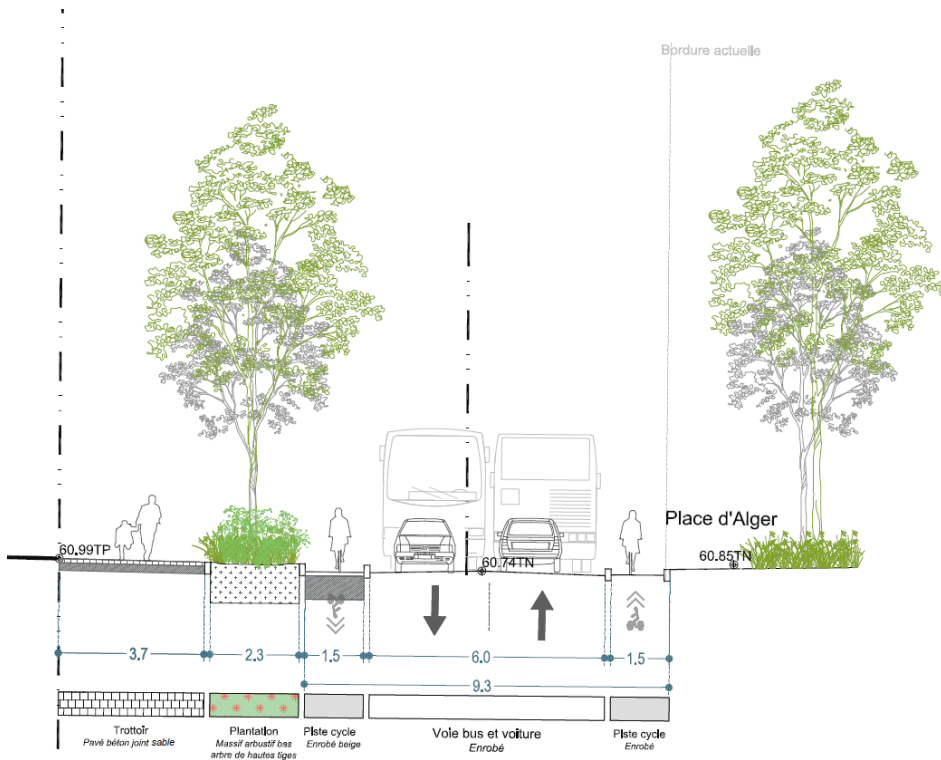 Bordure actuelle
Place d'Alger
60.99TP
60.74TN
60.85TN
3.7
2.3
1.5
6.0
1.5
9.3
Trottoir
Pavé béton joint sable
Plantation
Massif arbustif bas
arbre de hautes tiges
Piste cycle
Enrobé beige
Voie bus et voiture
Enrobé
Piste cycle
Enrobé